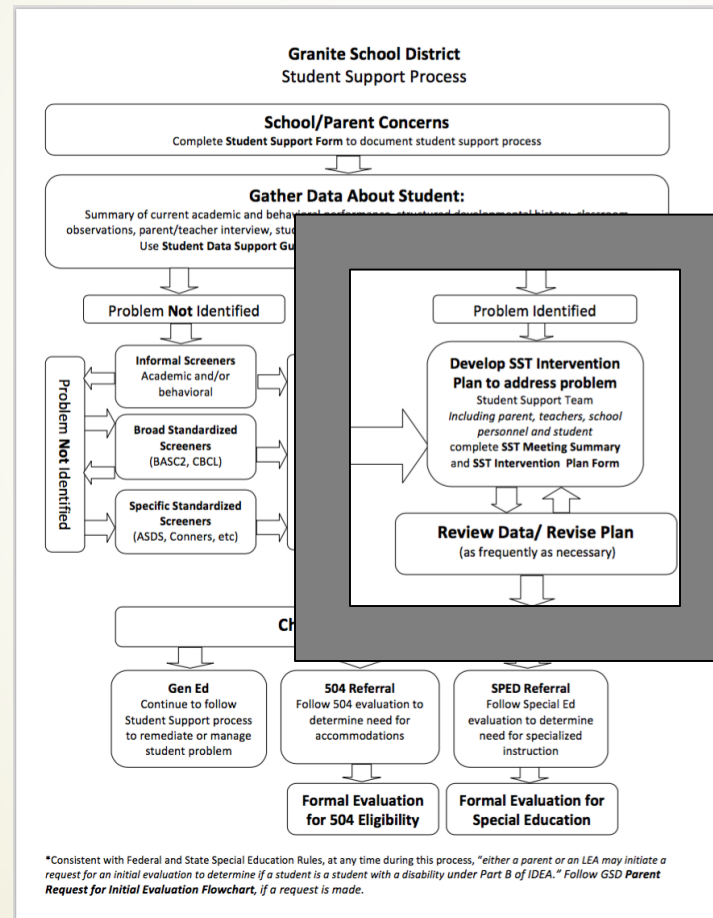 Granite School District
Student Support Process
School/Parent Concerns
Complete Student Support Form to document student support process
Gather Data About Student:
Summary of current academic and behavioral performance, structured developmental history, classroom
observations, parent/teacher interview, stu
Use Student Data Support Gu
Problem Not Identified
Problem Identified
Problem Not Identified
Informal Screeners
Academic and/or
behavioral
Broad Standardized
Screeners
(BASC2, CBCL)
Specific Standardized
Screeners
(ASDS, Conners, etc)
Develop SST Intervention
Plan to address problem
Student Support Team
Including parent, teachers, school
personnel and student
complete SST Meeting Summary
and SST Intervention Plan Form
Review Data/ Revise Plan
(as frequently as necessary)
Ch
Gen Ed
Continue to follow
Student Support process
to remediate or manage
student problem
504 Referral
Follow 504 evaluation to
determine need for
accommodations
SPED Referral
Follow Special Ed
evaluation to determine
need for specialized
instruction
Formal Evaluation
for 504 Eligibility
Formal Evaluation for
Special Education
*Consistent with Federal and State Special Education Rules, at any time during this process, "either a parent or an LEA may initiate a
request for an initial evaluation to determine if a student is a student with a disability under Part B of IDEA." Follow GSD Parent
Request for Initial Evaluation Flowchart, if a request is made.